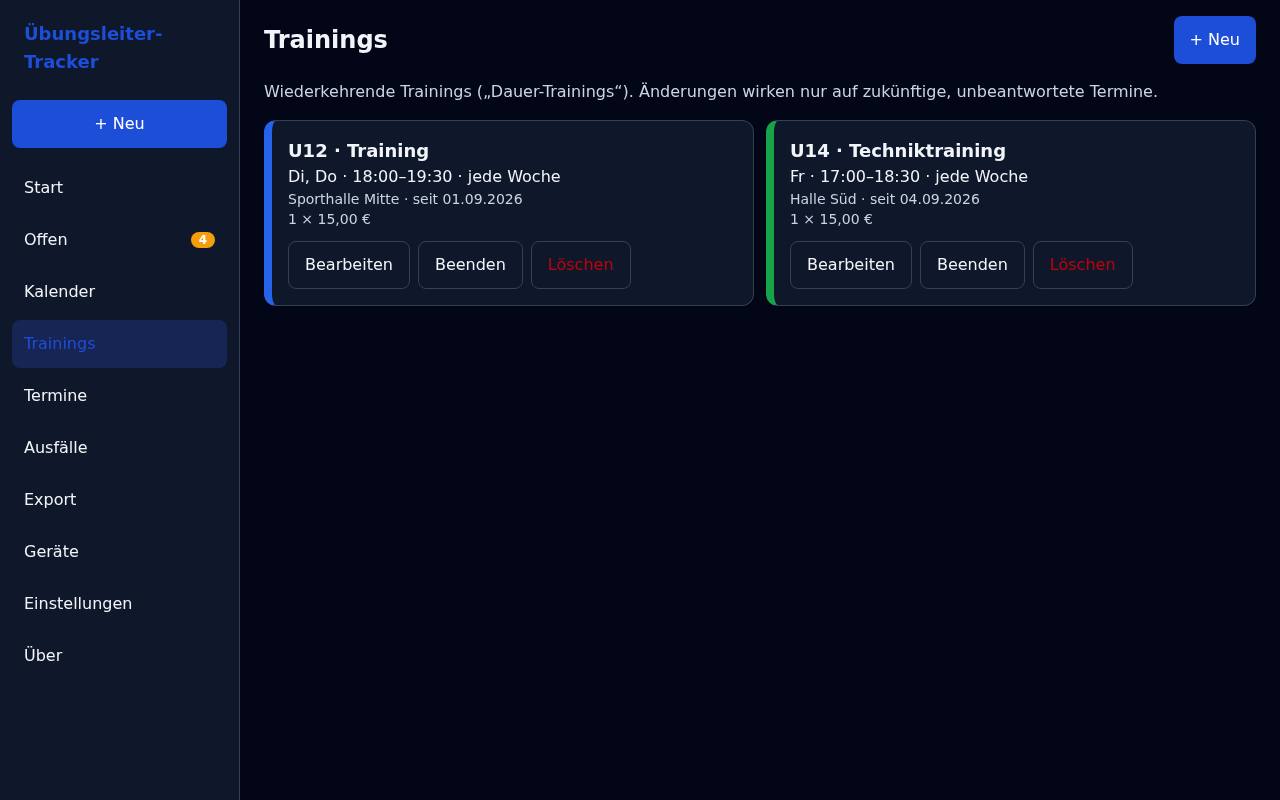 Übungsleiter-
Tracker
+ Neu
Start
Offen 4
Kalender
Trainings
Termine
Ausfälle
Export
Geräte
Einstellungen
Über
Trainings
+ Neu
Wiederkehrende Trainings („Dauer-Trainings“). Änderungen wirken nur auf zukünftige, unbeantwortete Termine.
U12 · Training
Di, Do · 18:00–19:30 · jede Woche
Sporthalle Mitte · seit 01.09.2026
1 × 15,00 €
Bearbeiten Beenden Löschen
U14 · Techniktraining
Fr · 17:00–18:30 · jede Woche
Halle Süd · seit 04.09.2026
1 × 15,00 €
Bearbeiten Beenden Löschen